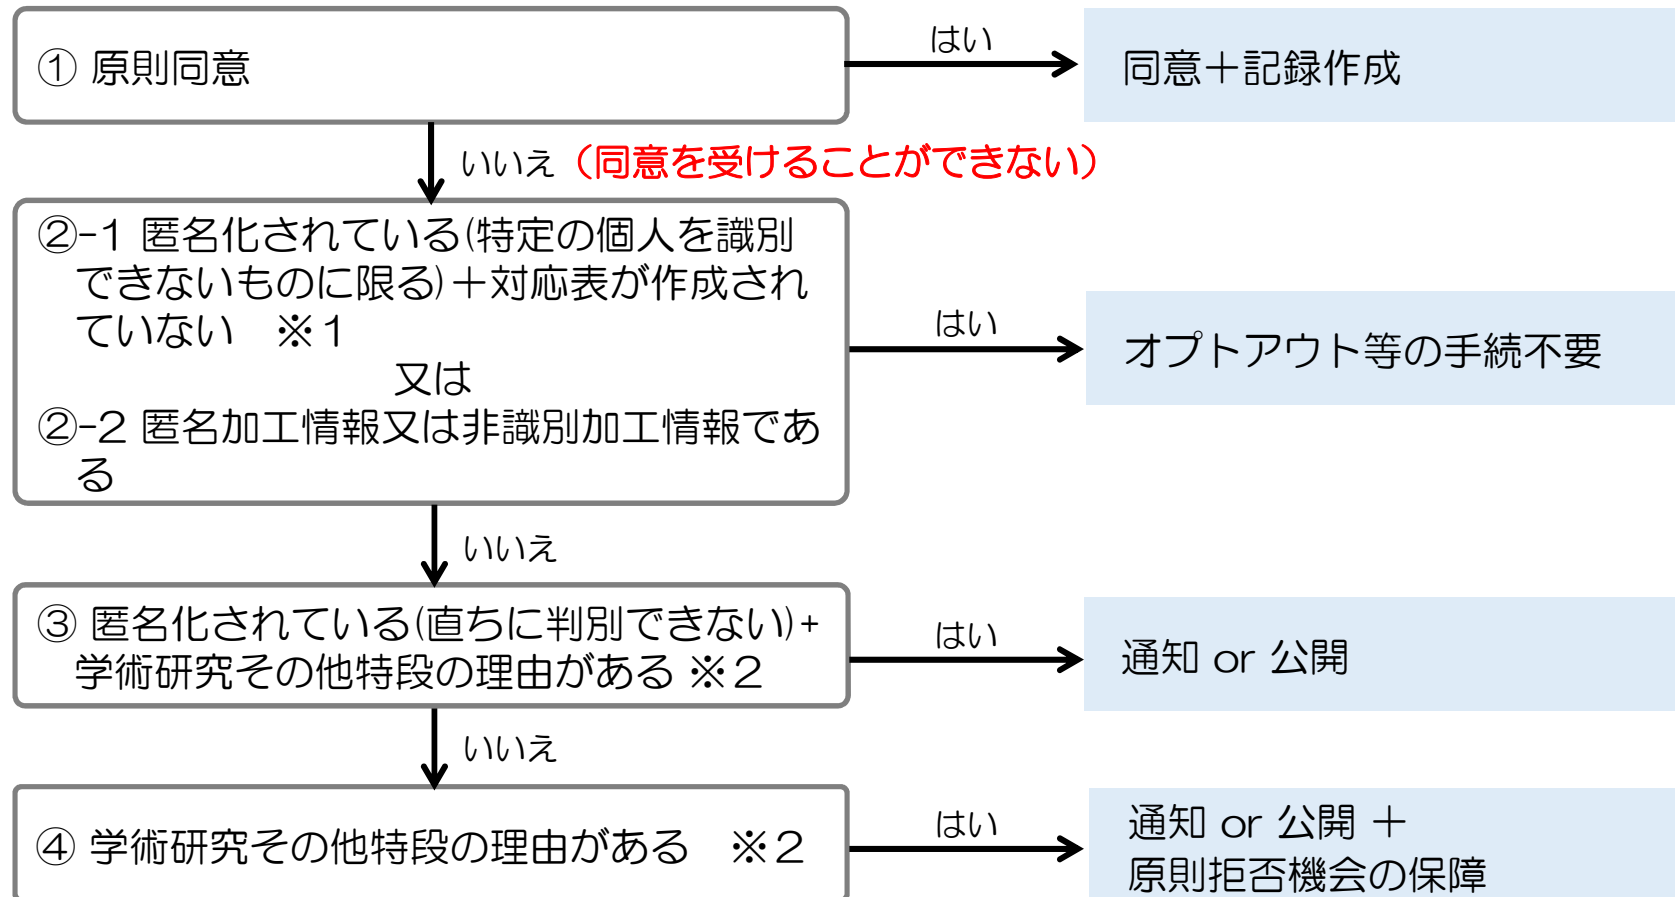 ① 原則同意
はい
同意＋記録作成
いいえ（同意を受けることができない）
②-1 匿名化されている(特定の個人を識別
できないものに限る)＋対応表が作成され
ていない　※１
又は
②-2 匿名加工情報又は非識別加工情報であ
る
はい
オプトアウト等の手続不要
いいえ
③ 匿名化されている(直ちに判別できない)+
学術研究その他特段の理由がある ※２
はい
通知 or 公開
いいえ
④ 学術研究その他特段の理由がある　※２
はい
通知 or 公開 ＋
原則拒否機会の保障